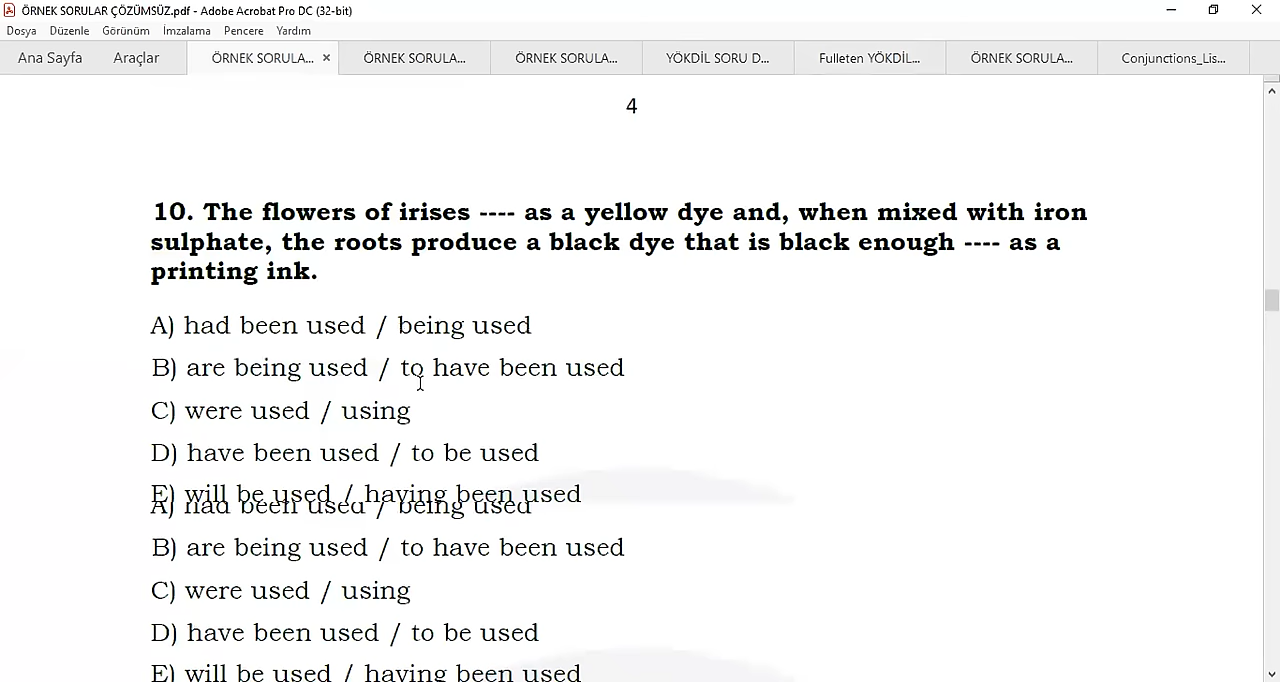 ÖRNEK SORULAR ÇÖZÜMSÜZ.pdf - Adobe Acrobat Pro DC (32-bit)
Dosya Düzenle Görünüm İmzalama Pencere Yardım
Ana Sayfa Araçlar ÖRNEK SORULA... × ÖRNEK SORULA... ÖRNEK SORULA... YÖKDİL SORU D... Fulleten YÖKDİL... ÖRNEK SORULA... Conjunctions_Lis...
4
10. The flowers of irises ---- as a yellow dye and, when mixed with iron
sulphate, the roots produce a black dye that is black enough ---- as a
printing ink.
A) had been used / being used
B) are being used / to have been used
C) were used / using
D) have been used / to be used
E) will be used / having been used
A) had been used / being used
B) are being used / to have been used
C) were used / using
D) have been used / to be used
E) will be used / having been used